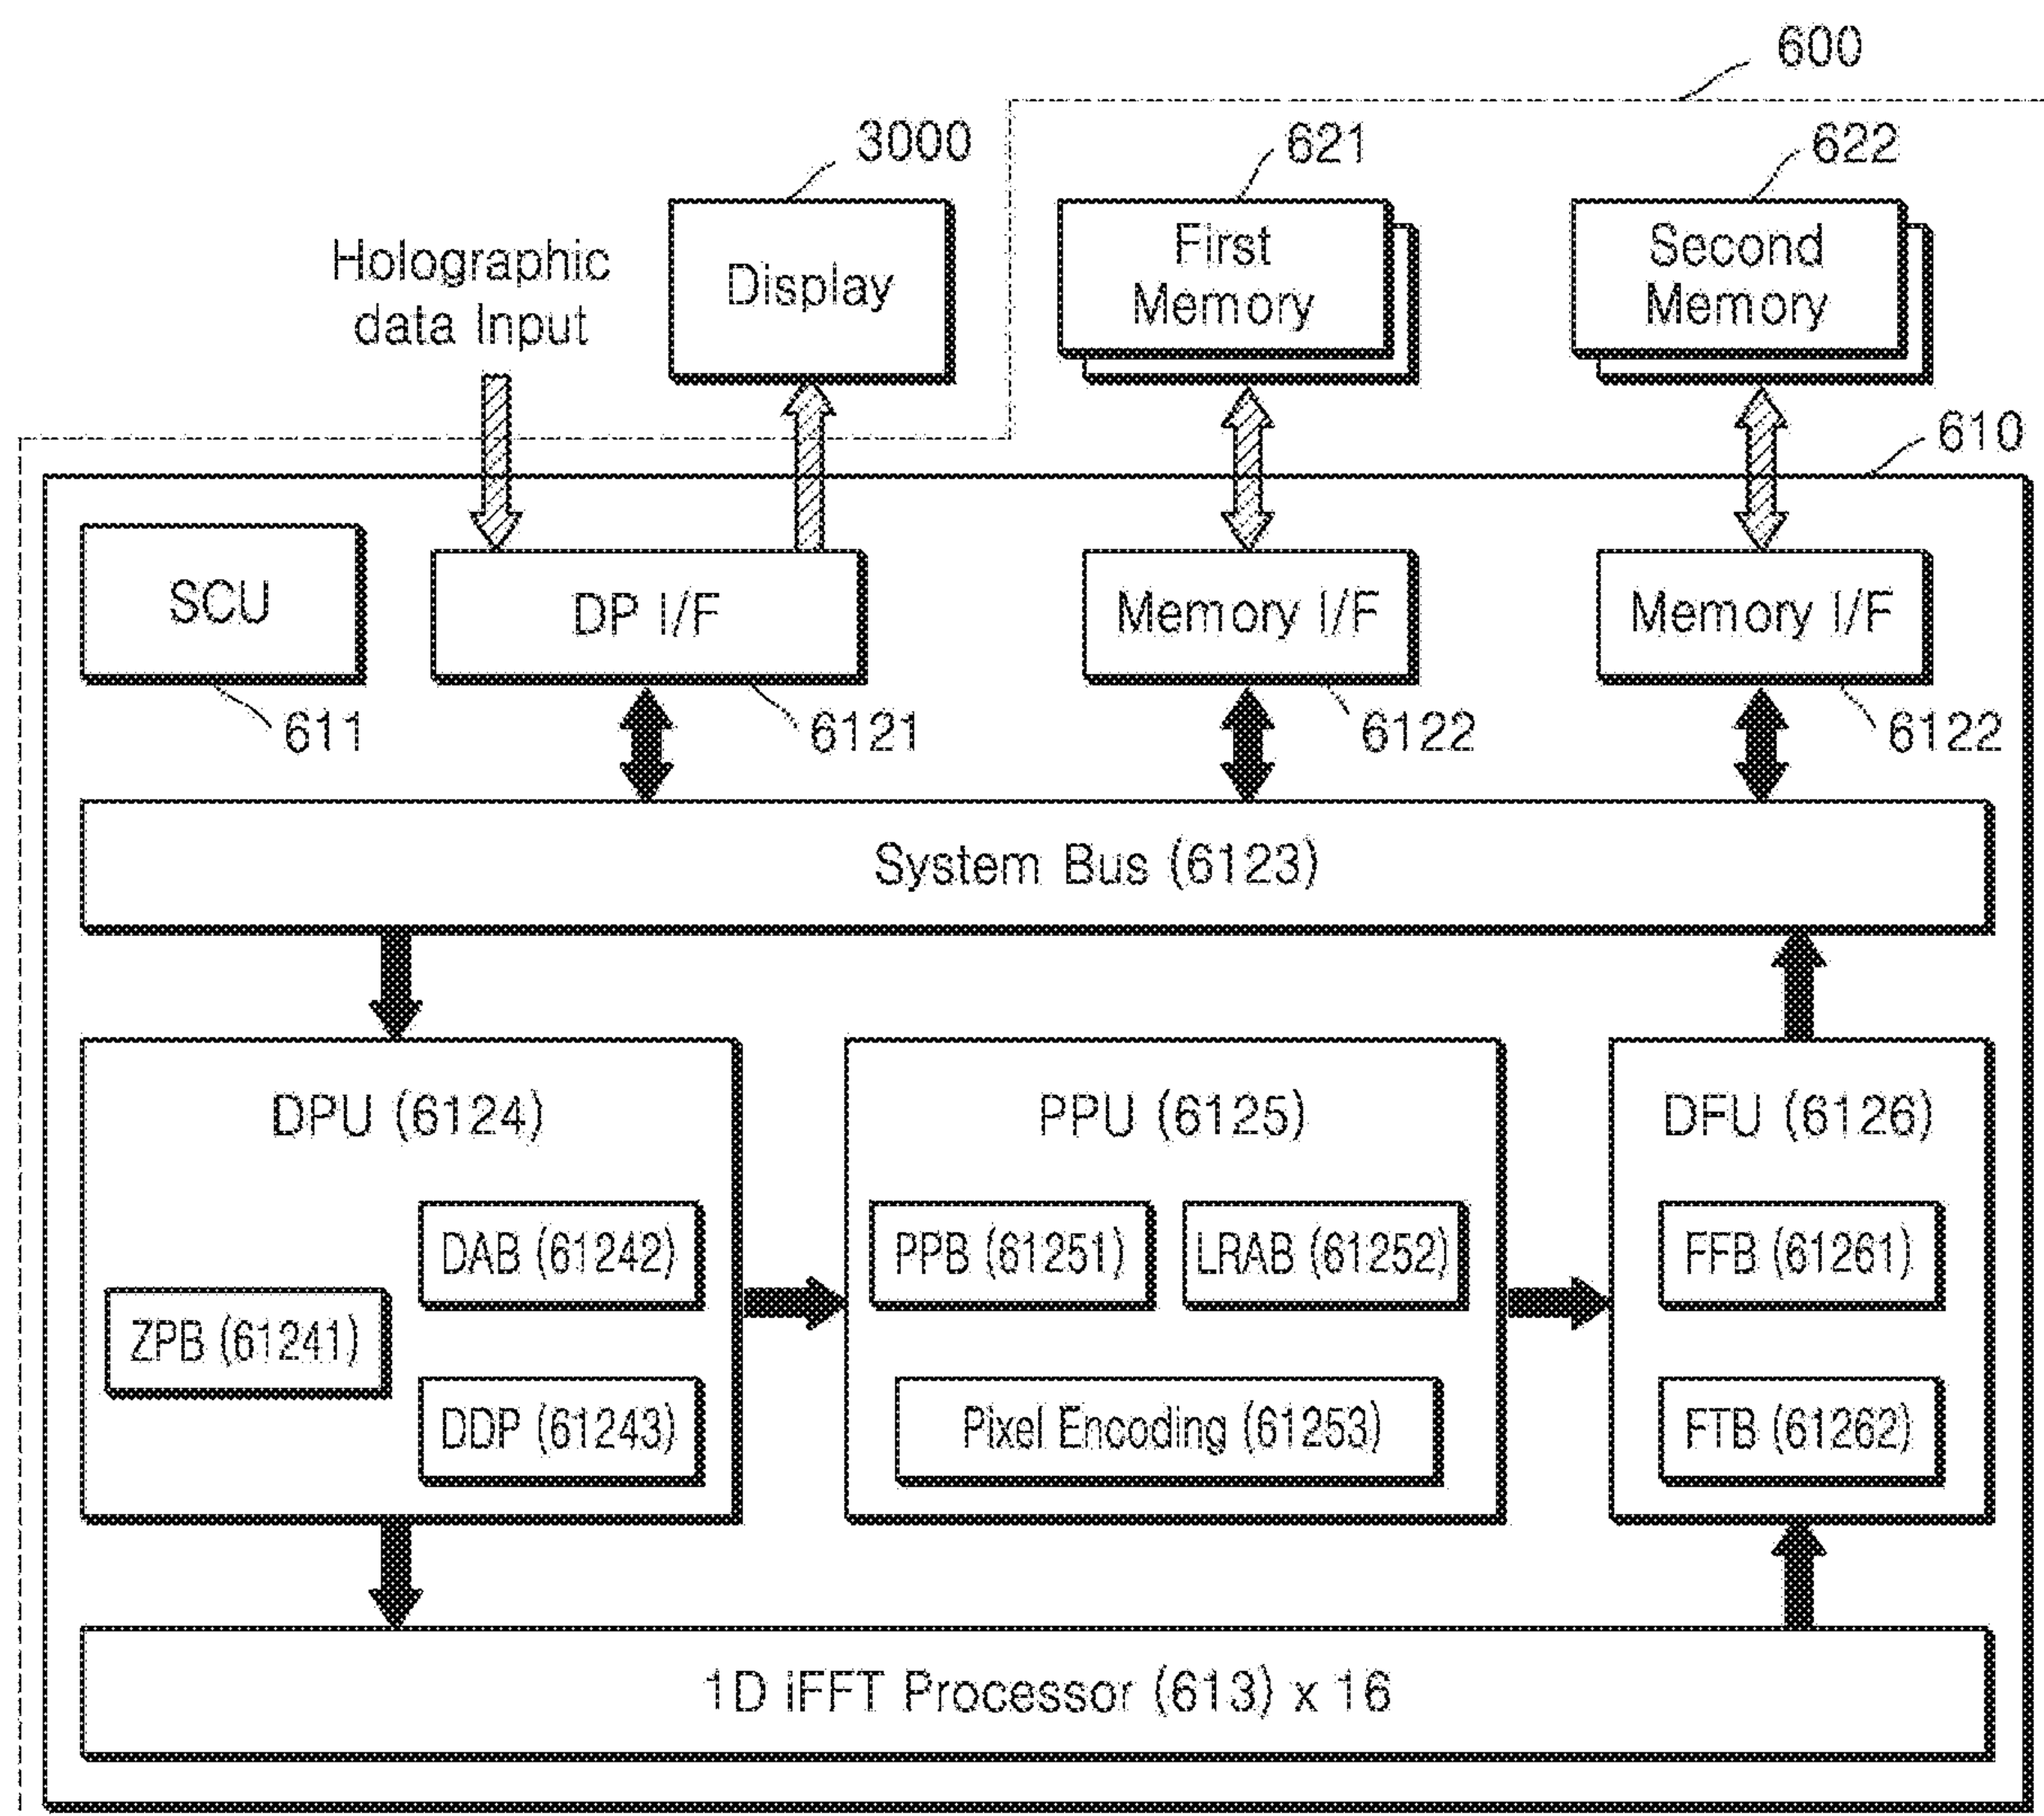 600
3000
621
622
Holographic
data Input
Display
First
Memory
Second
Memory
610
SCU
DP I/F
Memory I/F
Memory I/F
611
6121
6122
6122
System Bus (6123)
DPU (6124)
PPU (6125)
DFU (6126)
DAB (61242)
PPB (61251)
LRAB (61252)
FFB (61261)
ZPB (61241)
DDP (61243)
Pixel Encoding (61253)
FTB (61262)
1D iFFT Processor (613) x 16